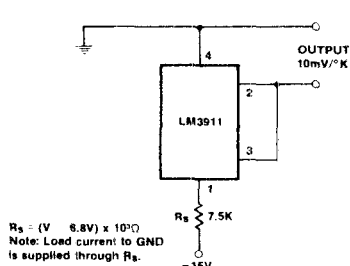 4
OUTPUT
10mV/°K
2
LM3911
3
1
Rs 7.5K
Rs = (V 6.8V) x 10³Ω
Note: Load current to GND
is supplied through Rs.
−15V